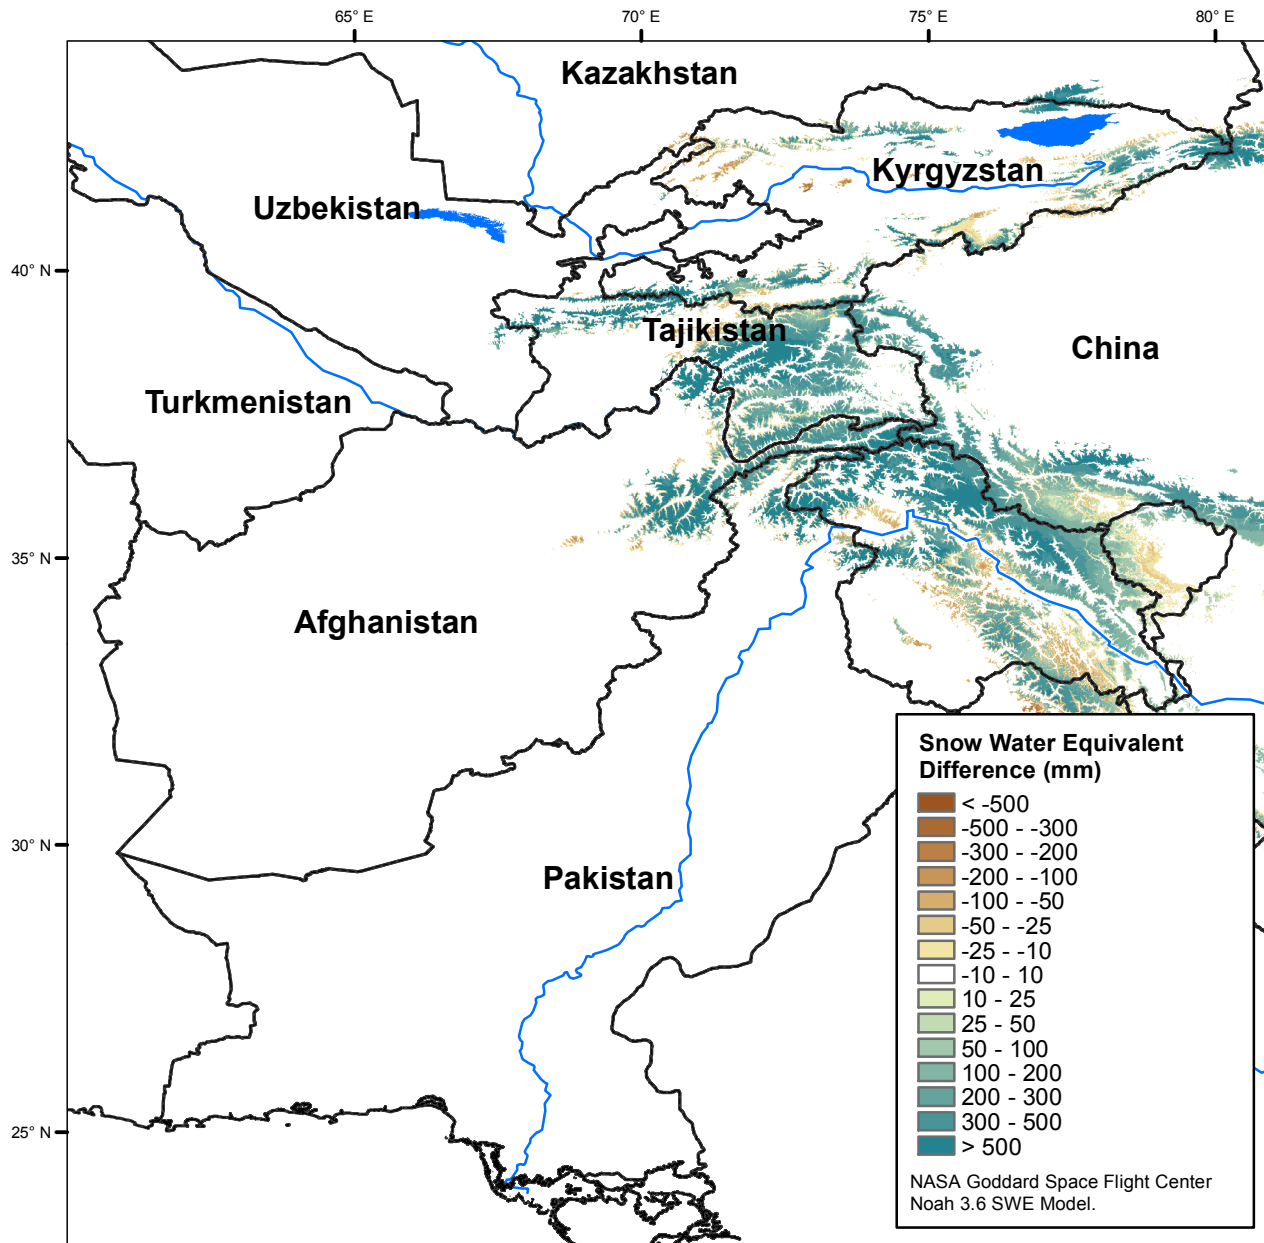 65° E
70° E
75° E
80° E
Kazakhstan
Kyrgyzstan
Uzbekistan
40° N
Tajikistan
China
Turkmenistan
35° N
Afghanistan
30° N
Pakistan
25° N
Snow Water Equivalent
Difference (mm)
< -500
-500 - -300
-300 - -200
-200 - -100
-100 - -50
-50 - -25
-25 - -10
-10 - 10
10 - 25
25 - 50
50 - 100
100 - 200
200 - 300
300 - 500
> 500
NASA Goddard Space Flight Center
Noah 3.6 SWE Model.